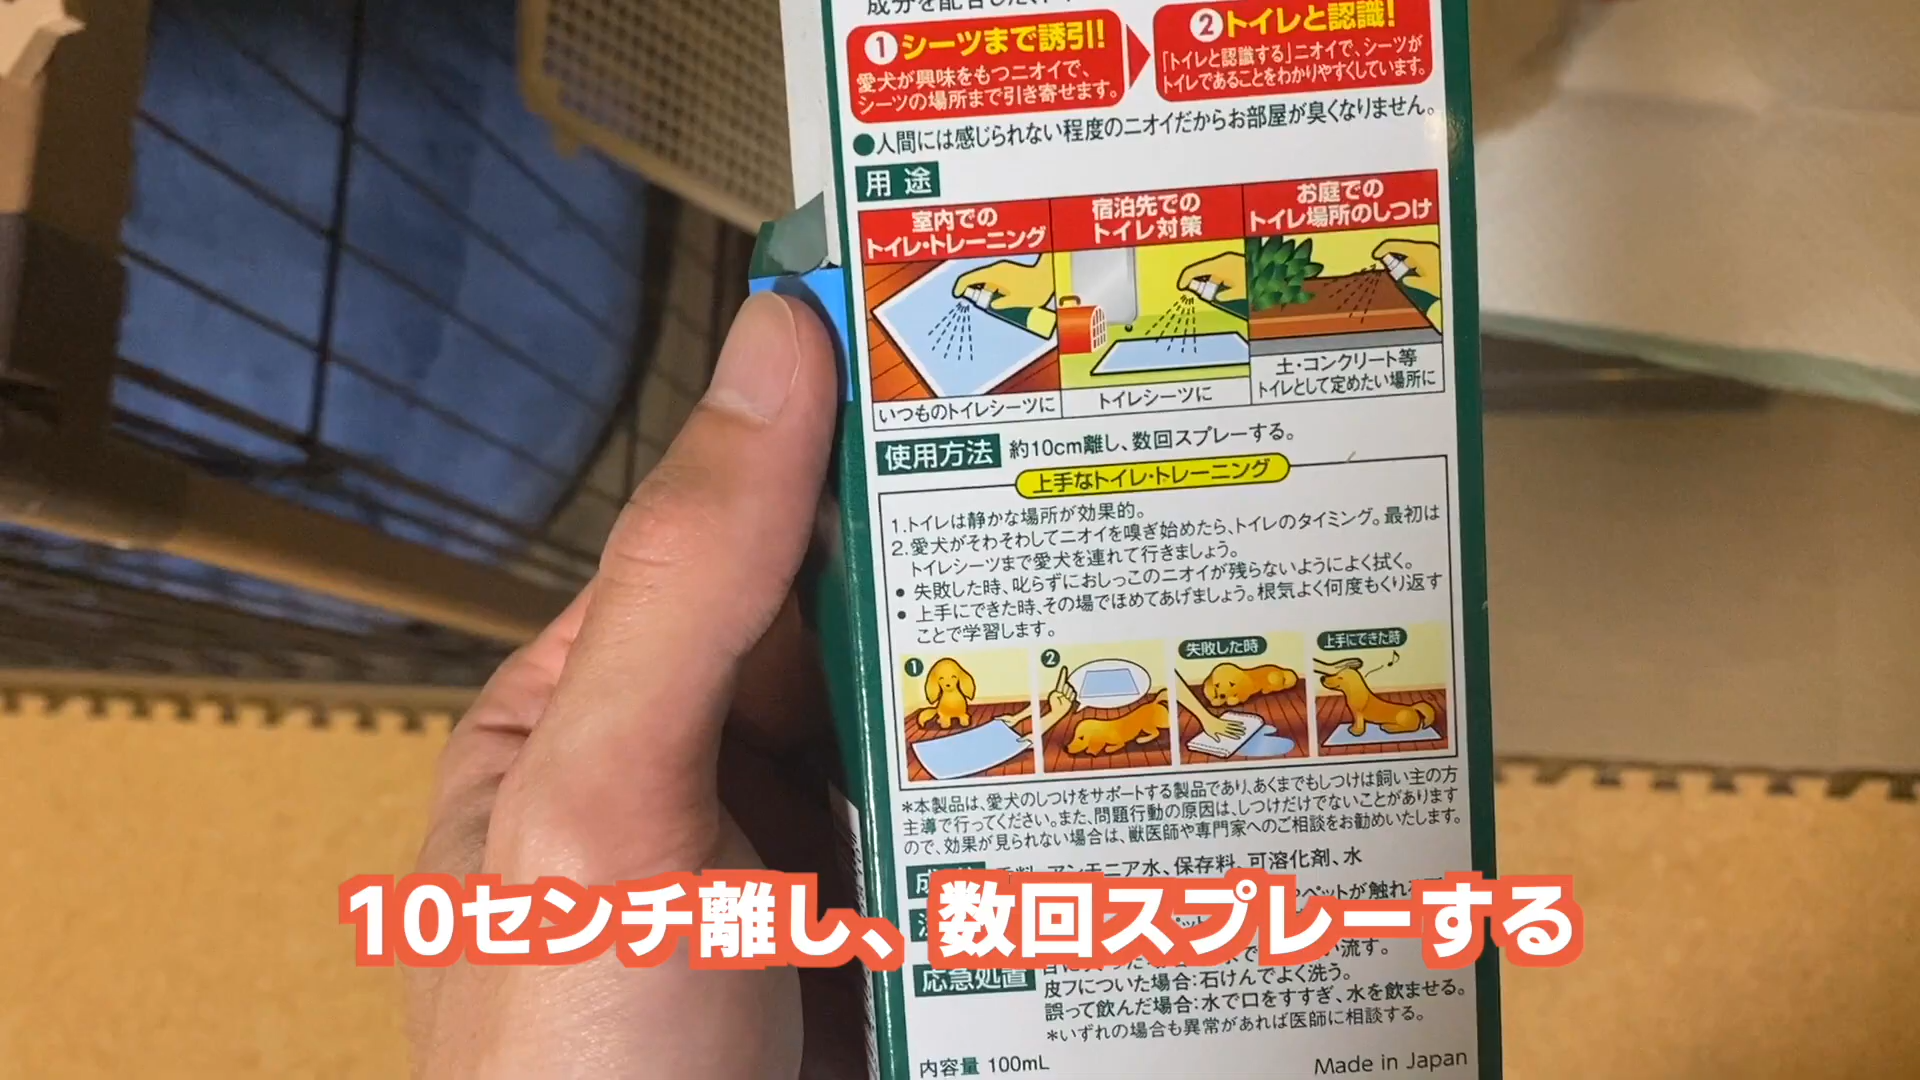 成分を配合した、ト
1 シーツまで誘引!
愛犬が興味をもつニオイで、
シーツの場所まで引き寄せます。
2 トイレと認識!
「トイレと認識する」ニオイで、シーツが
トイレであることをわかりやすくしています。
●人間には感じられない程度のニオイだからお部屋が臭くなりません。
用途
室内での
トイレ・トレーニング
いつものトイレシーツに
宿泊先での
トイレ対策
トイレシーツに
お庭での
トイレ場所のしつけ
土・コンクリート等
トイレとして定めたい場所に
使用方法 約10cm離し、数回スプレーする。
上手なトイレ・トレーニング
1.トイレは静かな場所が効果的。
2.愛犬がそわそわしてニオイを嗅ぎ始めたら、トイレのタイミング。最初は
トイレシーツまで愛犬を連れて行きましょう。
● 失敗した時、叱らずにおしっこのニオイが残らないようによく拭く。
● 上手にできた時、その場でほめてあげましょう。根気よく何度もくり返す
ことで学習します。
1
2
失敗した時
上手にできた時
*本製品は、愛犬のしつけをサポートする製品であり、あくまでもしつけは飼い主の方
主導で行ってください。また、問題行動の原因は、しつけだけでないことがあります
ので、効果が見られない場合は、獣医師や専門家へのご相談をお勧めいたします。
アンモニア水、保存料、可溶化剤、水
ペットが触れ
10センチ離し、数回スプレーする
応急処置
流す。
皮フについた場合:石けんでよく洗う。
誤って飲んだ場合:水で口をすすぎ、水を飲ませる。
*いずれの場合も異常があれば医師に相談する。
内容量 100mL
Made in Japan